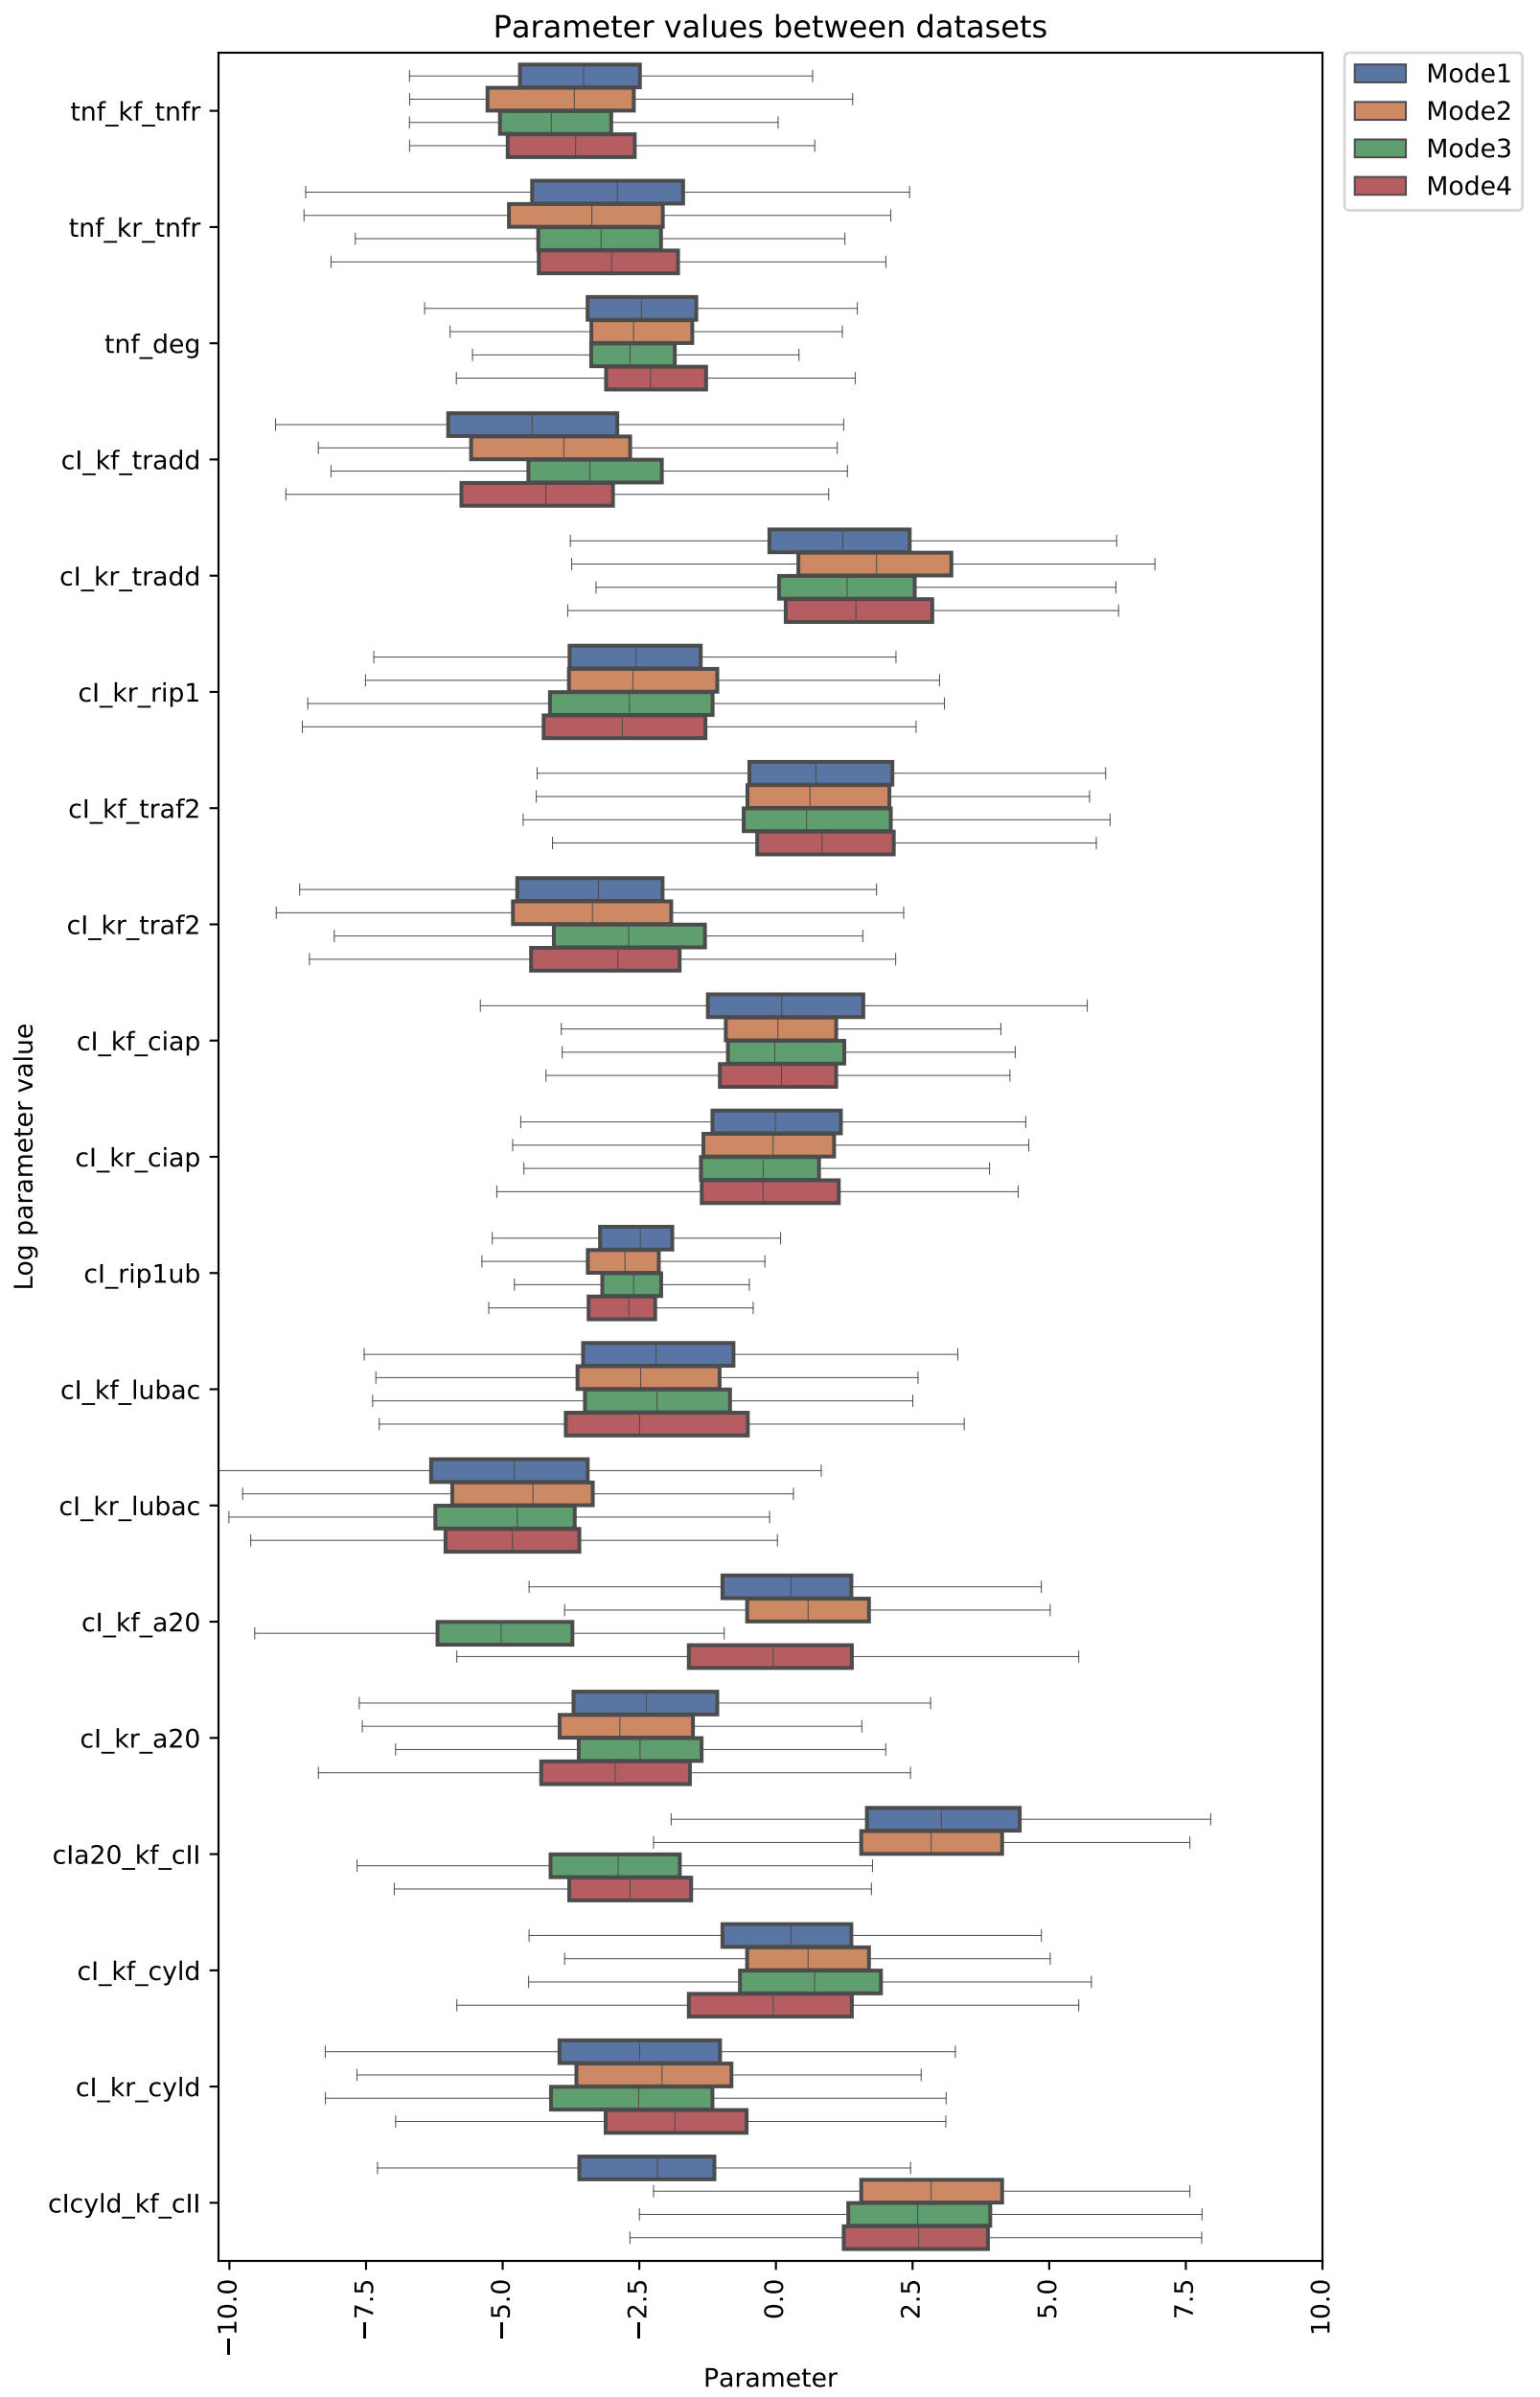 Parameter values between datasets
Mode1
Mode2
Mode3
Mode4
Log parameter value
tnf_kf_tnfr
tnf_kr_tnfr
tnf_deg
cI_kf_tradd
cI_kr_tradd
cI_kr_rip1
cI_kf_traf2
cI_kr_traf2
cI_kf_ciap
cI_kr_ciap
cI_rip1ub
cI_kf_lubac
cI_kr_lubac
cI_kf_a20
cI_kr_a20
cIa20_kf_cII
cI_kf_cyld
cI_kr_cyld
cIcyld_kf_cII
−10.0
−7.5
−5.0
−2.5
0.0
2.5
5.0
7.5
10.0
Parameter